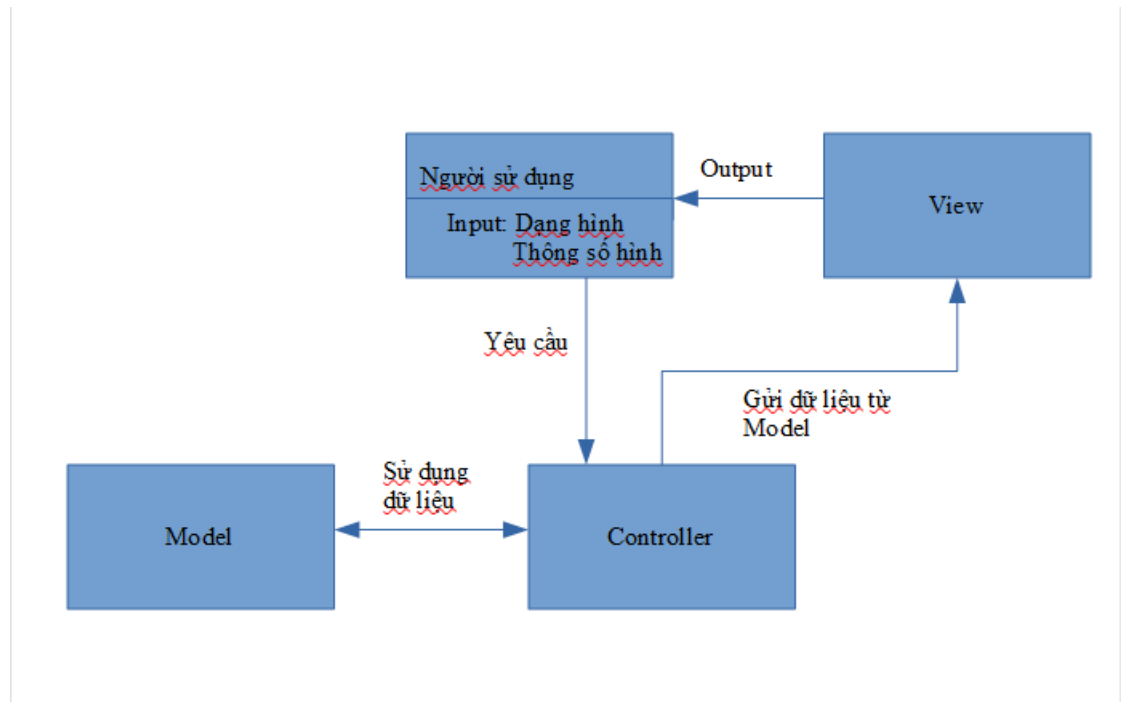 Người sử dụng
Input: Dạng hình
Thông số hình
Output
View
Yêu cầu
Gửi dữ liệu từ
Model
Sử dụng
dữ liệu
Model
Controller